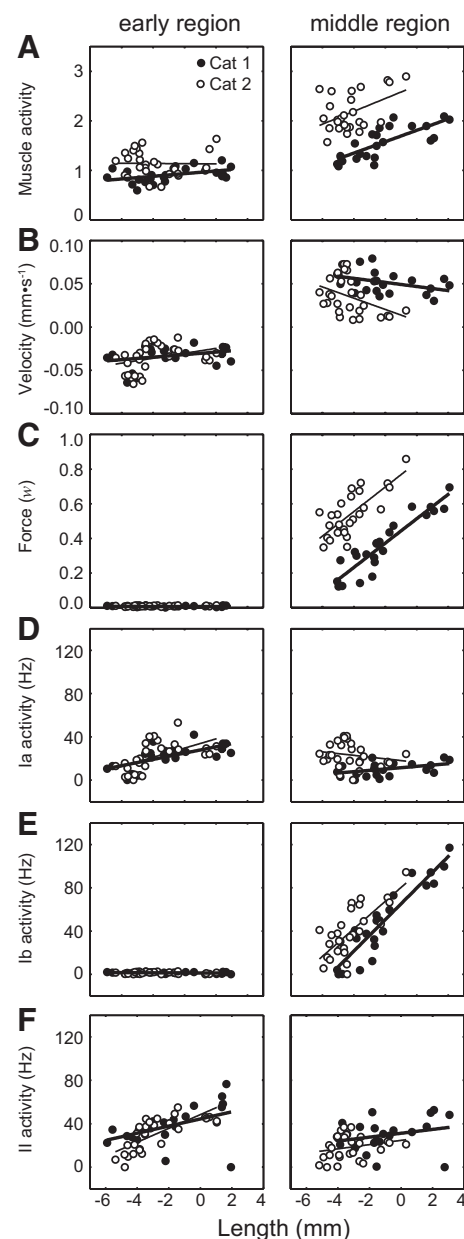 early region middle region
A
Muscle activity
3
2
1
0
Cat 1
Cat 2
B
Velocity (mm•s⁻¹)
0.10
0.05
0.00
-0.05
-0.10
C
Force (w)
1.0
0.8
0.6
0.4
0.2
0.0
D
Ia activity (Hz)
120
80
40
0
E
Ib activity (Hz)
120
80
40
0
F
II activity (Hz)
120
80
40
0
-6 -4 -2 0 2 4 -6 -4 -2 0 2 4
Length (mm)